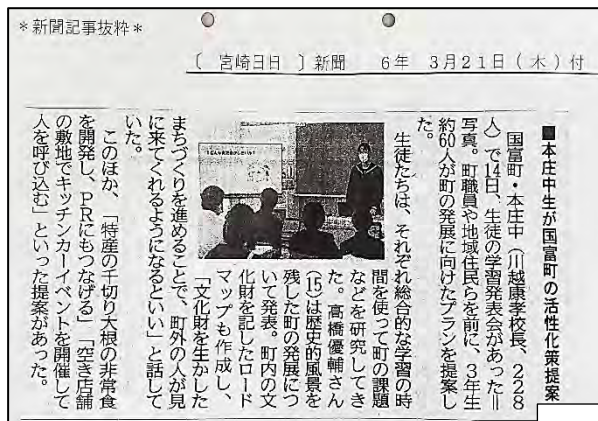 ＊新聞記事抜粋＊
〔 宮崎日日 〕新聞　6年 3月21日(木)付
■本庄中生が国富町の活性化策提案
国富町・本庄中（川越康孝校長、２２８
人）で14日、生徒の学習発表会があった＝
写真。町職員や地域住民らを前に、３年生
約60人が町の発展に向けたプランを提案し
た。
生徒たちは、それぞれ総合的な学習の時
間を使って町の課題
などを研究してき
た。高橋優輔さん
（15）は歴史的風景を
残した町の発展につ
いて発表。町内の文
化財を記したロード
マップも作成し、
「文化財を生かした
まちづくりを進めることで、町外の人が見
に来てくれるようになるといい」と話して
いた。
このほか、「特産の千切り大根の非常食
を開発し、ＰＲにもつなげる」「空き店舗
の敷地でキッチンカーイベントを開催して
人を呼び込む」といった提案があった。